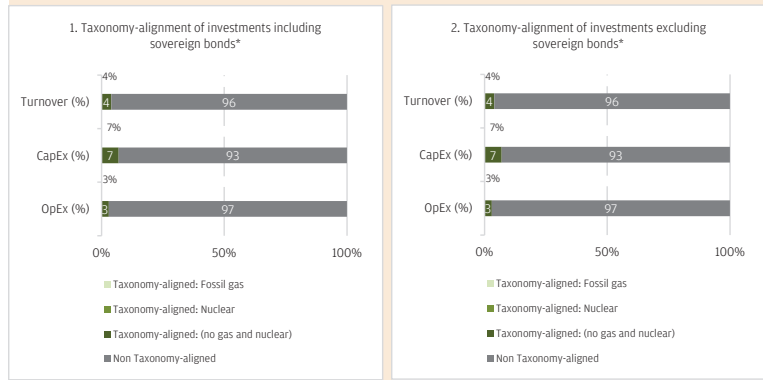 1. Taxonomy-alignment of investments including
sovereign bonds*
4%
Turnover (%)
4
96
7%
CapEx (%)
7
93
3%
OpEx (%)
3
97
0%
50%
100%
Taxonomy-aligned: Fossil gas
Taxonomy-aligned: Nuclear
Taxonomy-aligned: (no gas and nuclear)
Non Taxonomy-aligned
2. Taxonomy-alignment of investments excluding
sovereign bonds*
4%
Turnover (%)
4
96
7%
CapEx (%)
7
93
3%
OpEx (%)
3
97
0%
50%
100%
Taxonomy-aligned: Fossil gas
Taxonomy-aligned: Nuclear
Taxonomy-aligned: (no gas and nuclear)
Non Taxonomy-aligned